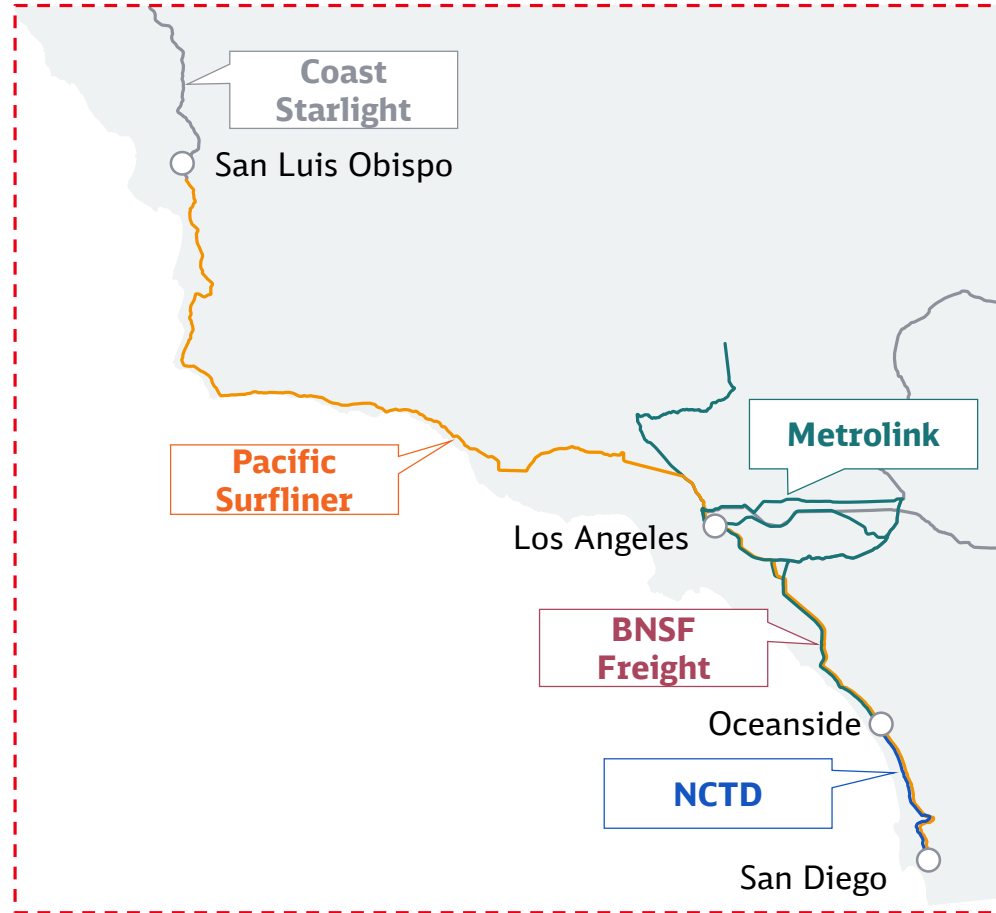 Coast
Starlight
San Luis Obispo
Metrolink
Pacific
Surfliner
Los Angeles
BNSF
Freight
Oceanside
NCTD
San Diego